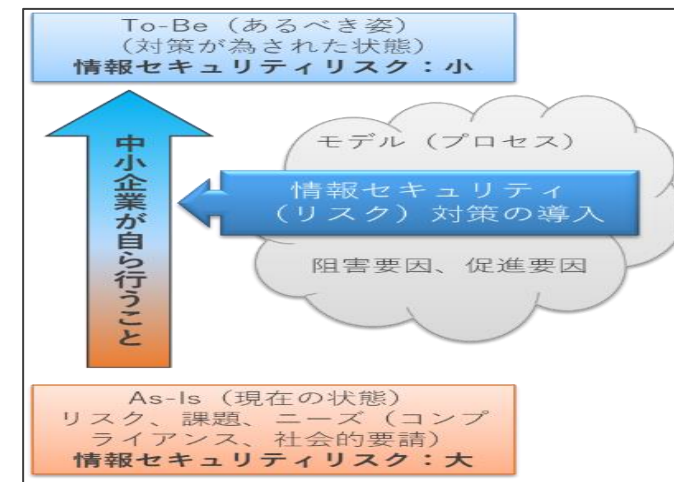 To-Be（あるべき姿）
（対策が為された状態）
情報セキュリティリスク：小
中小企業が自ら行うこと
モデル（プロセス）
情報セキュリティ
（リスク）対策の導入
阻害要因、促進要因
As-Is（現在の状態）
リスク、課題、ニーズ（コンプ
ライアンス、社会的要請）
情報セキュリティリスク：大